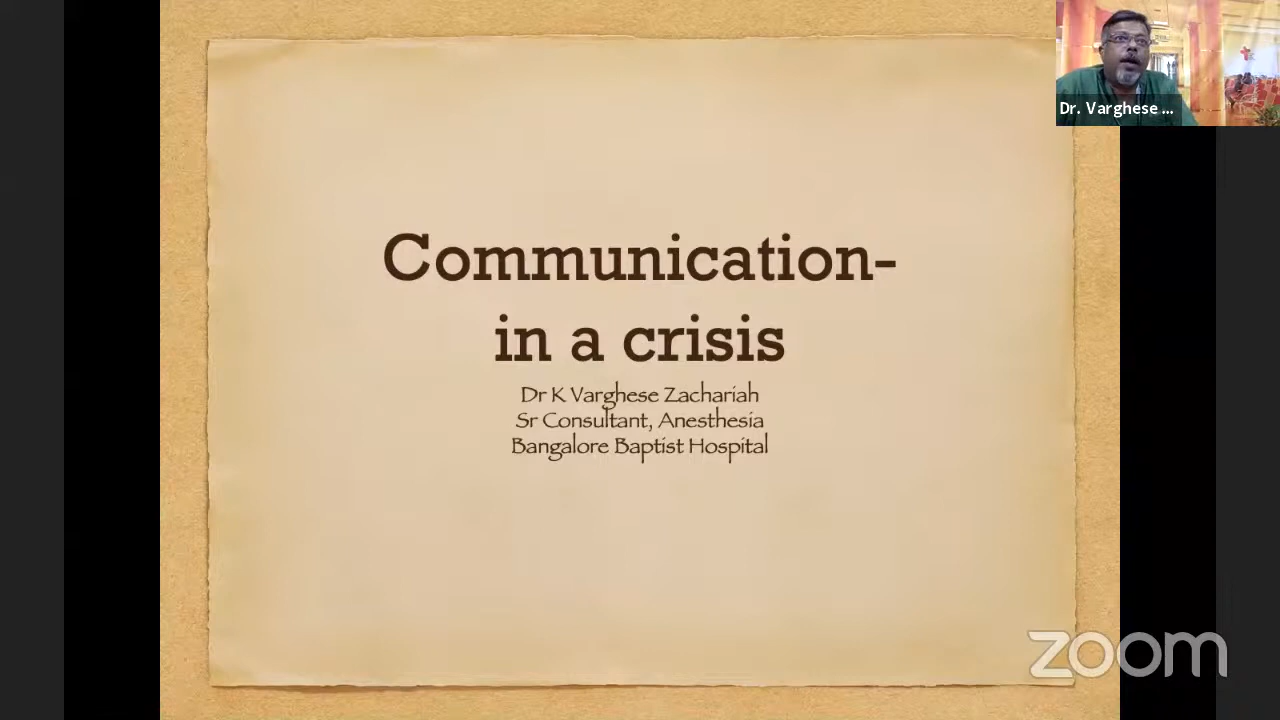 Dr. Varghese ...
Communication-
in a crisis
Dr K Varghese Zachariah
Sr Consultant, Anesthesia
Bangalore Baptist Hospital
zoom